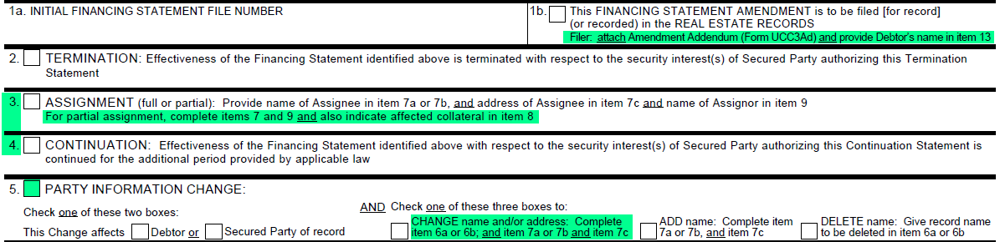 1a. INITIAL FINANCING STATEMENT FILE NUMBER
1b. This FINANCING STATEMENT AMENDMENT is to be filed [for record]
(or recorded) in the REAL ESTATE RECORDS
Filer: attach Amendment Addendum (Form UCC3Ad) and provide Debtor's name in item 13
2. TERMINATION: Effectiveness of the Financing Statement identified above is terminated with respect to the security interest(s) of Secured Party authorizing this Termination
Statement
3. ASSIGNMENT (full or partial): Provide name of Assignee in item 7a or 7b, and address of Assignee in item 7c and name of Assignor in item 9
For partial assignment, complete items 7 and 9 and also indicate affected collateral in item 8
4. CONTINUATION: Effectiveness of the Financing Statement identified above with respect to the security interest(s) of Secured Party authorizing this Continuation Statement is
continued for the additional period provided by applicable law
5. PARTY INFORMATION CHANGE:
Check one of these two boxes:
This Change affects Debtor or Secured Party of record
AND Check one of these three boxes to:
CHANGE name and/or address: Complete
item 6a or 6b; and item 7a or 7b and item 7c
ADD name: Complete item
7a or 7b, and item 7c
DELETE name: Give record name
to be deleted in item 6a or 6b